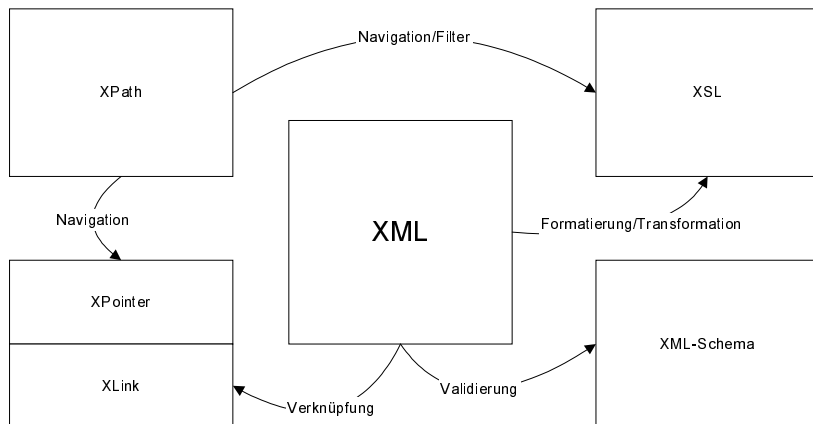 Navigation/Filter
XPath
XSL
Navigation
XML
Formatierung/Transformation
XPointer
XML-Schema
XLink
Validierung
Verknüpfung